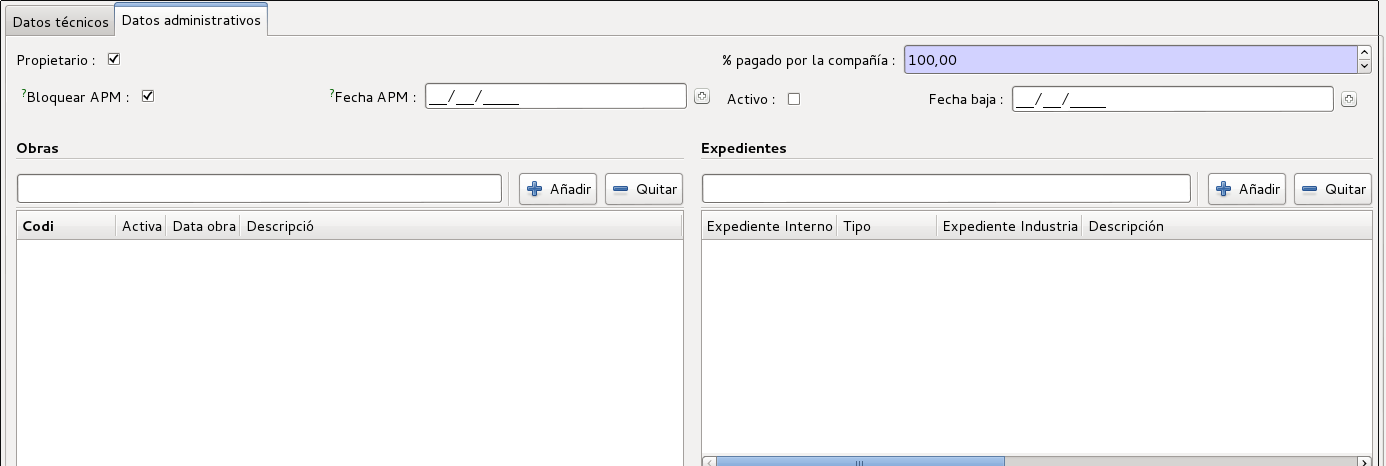 Datos técnicos Datos administrativos
Propietario : % pagado por la compañía : 100,00
?Bloquear APM : ?Fecha APM : __/__/____ Activo : Fecha baja : __/__/____
Obras Expedientes
Añadir Quitar Añadir Quitar
Codi Activa Data obra Descripció Expediente Interno Tipo Expediente Industria Descripción